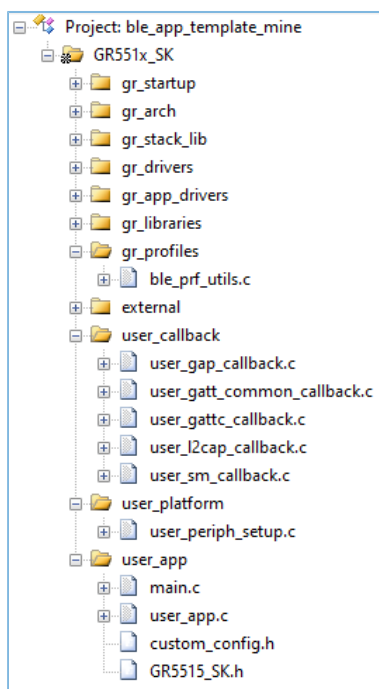 Project: ble_app_template_mine
GR551x_SK
gr_startup
gr_arch
gr_stack_lib
gr_drivers
gr_app_drivers
gr_libraries
gr_profiles
ble_prf_utils.c
external
user_callback
user_gap_callback.c
user_gatt_common_callback.c
user_gattc_callback.c
user_l2cap_callback.c
user_sm_callback.c
user_platform
user_periph_setup.c
user_app
main.c
user_app.c
custom_config.h
GR5515_SK.h